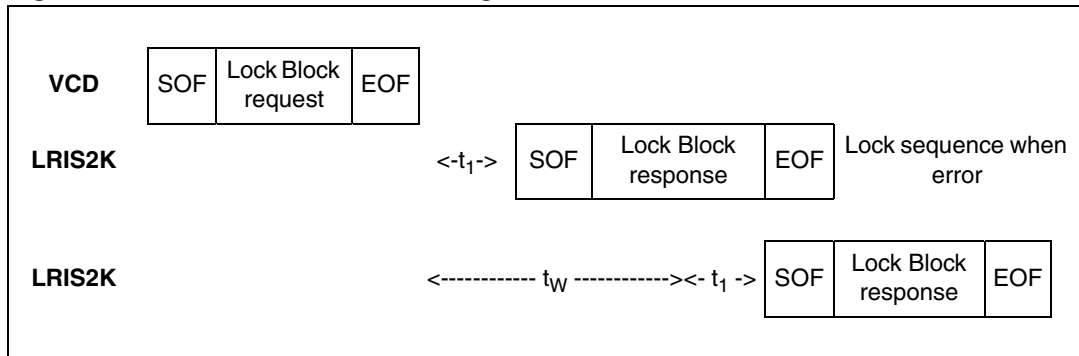 VCD SOF Lock Block request EOF
LRIS2K <-t1-> SOF Lock Block response EOF Lock sequence when error
LRIS2K <------------ tW ------------><- t1 -> SOF Lock Block response EOF